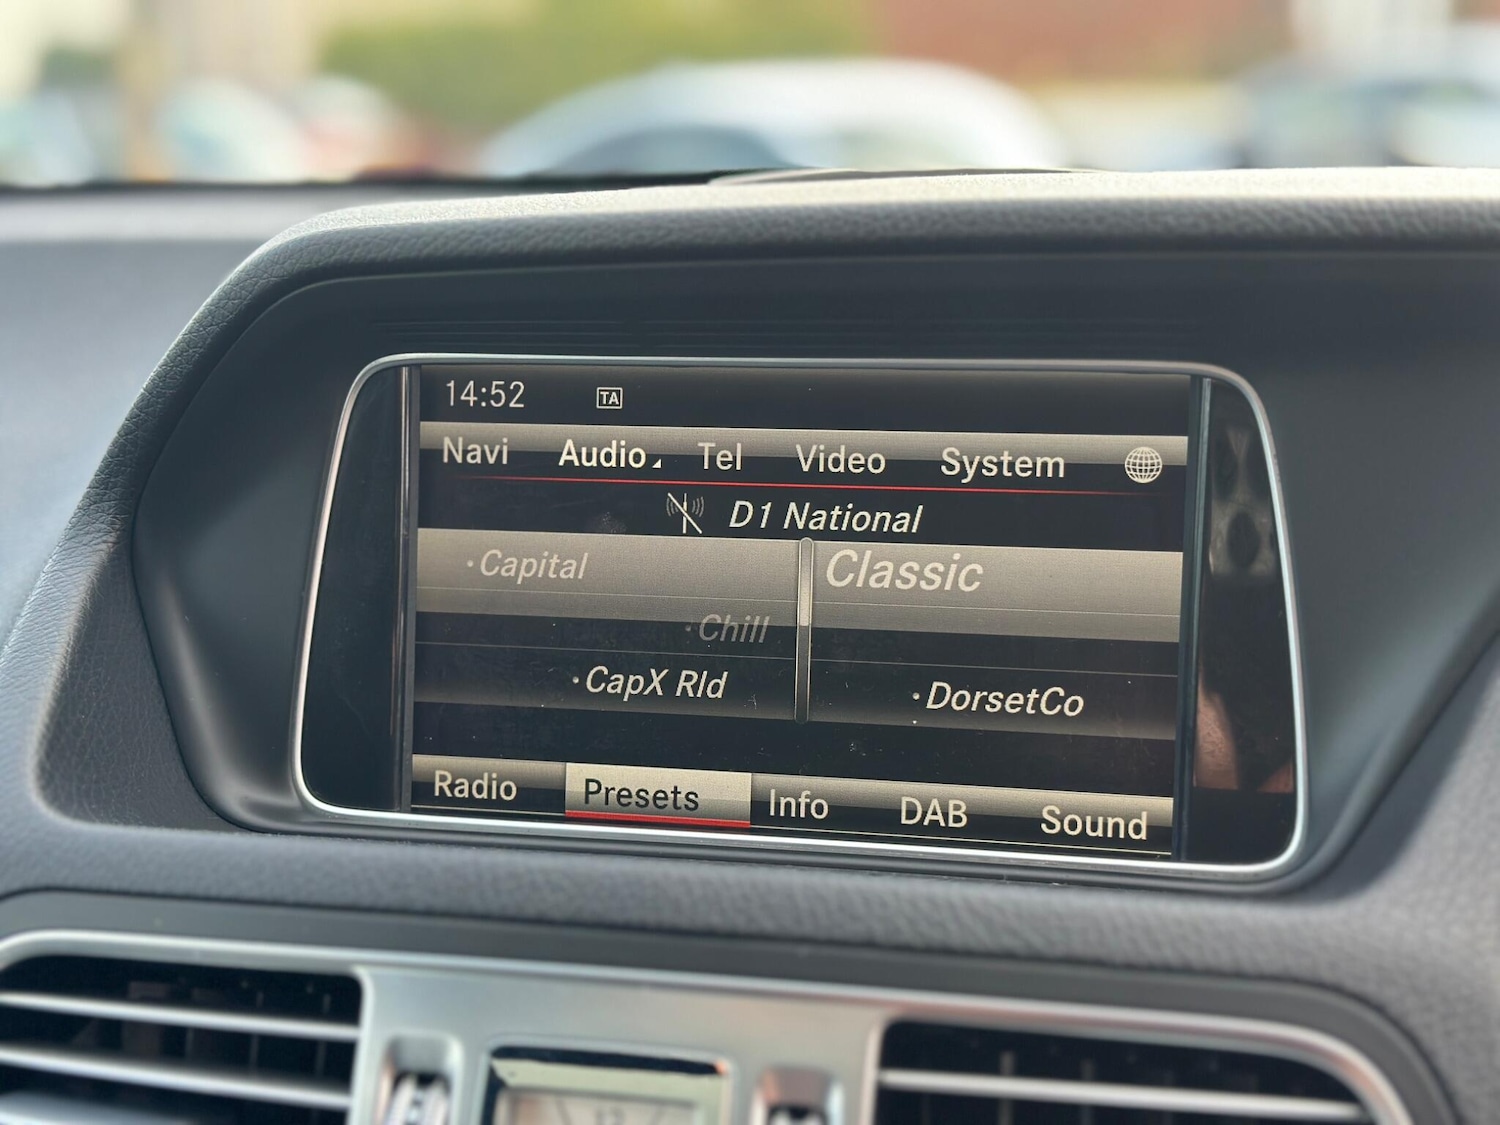 14:52 TA
Navi Audio Tel Video System
D1 National
·Capital Classic
·Chill
·CapX Rld ·DorsetCo
Radio Presets Info DAB Sound
12